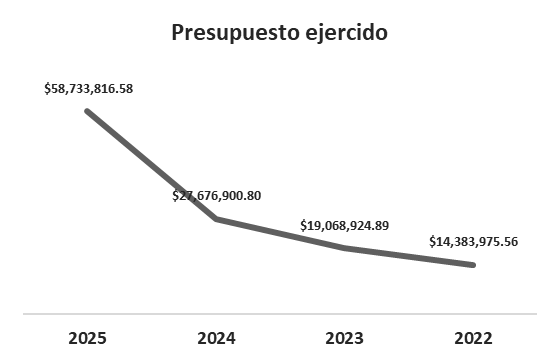 Presupuesto ejercido
$58,733,816.58
$27,676,900.80
$19,068,924.89
$14,383,975.56
2025 2024 2023 2022